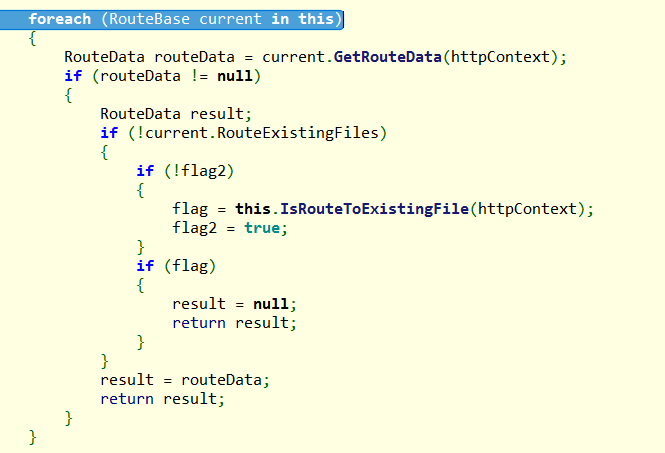 foreach (RouteBase current in this)
{
RouteData routeData = current.GetRouteData(httpContext);
if (routeData != null)
{
RouteData result;
if (!current.RouteExistingFiles)
{
if (!flag2)
{
flag = this.IsRouteToExistingFile(httpContext);
flag2 = true;
}
if (flag)
{
result = null;
return result;
}
}
result = routeData;
return result;
}
}